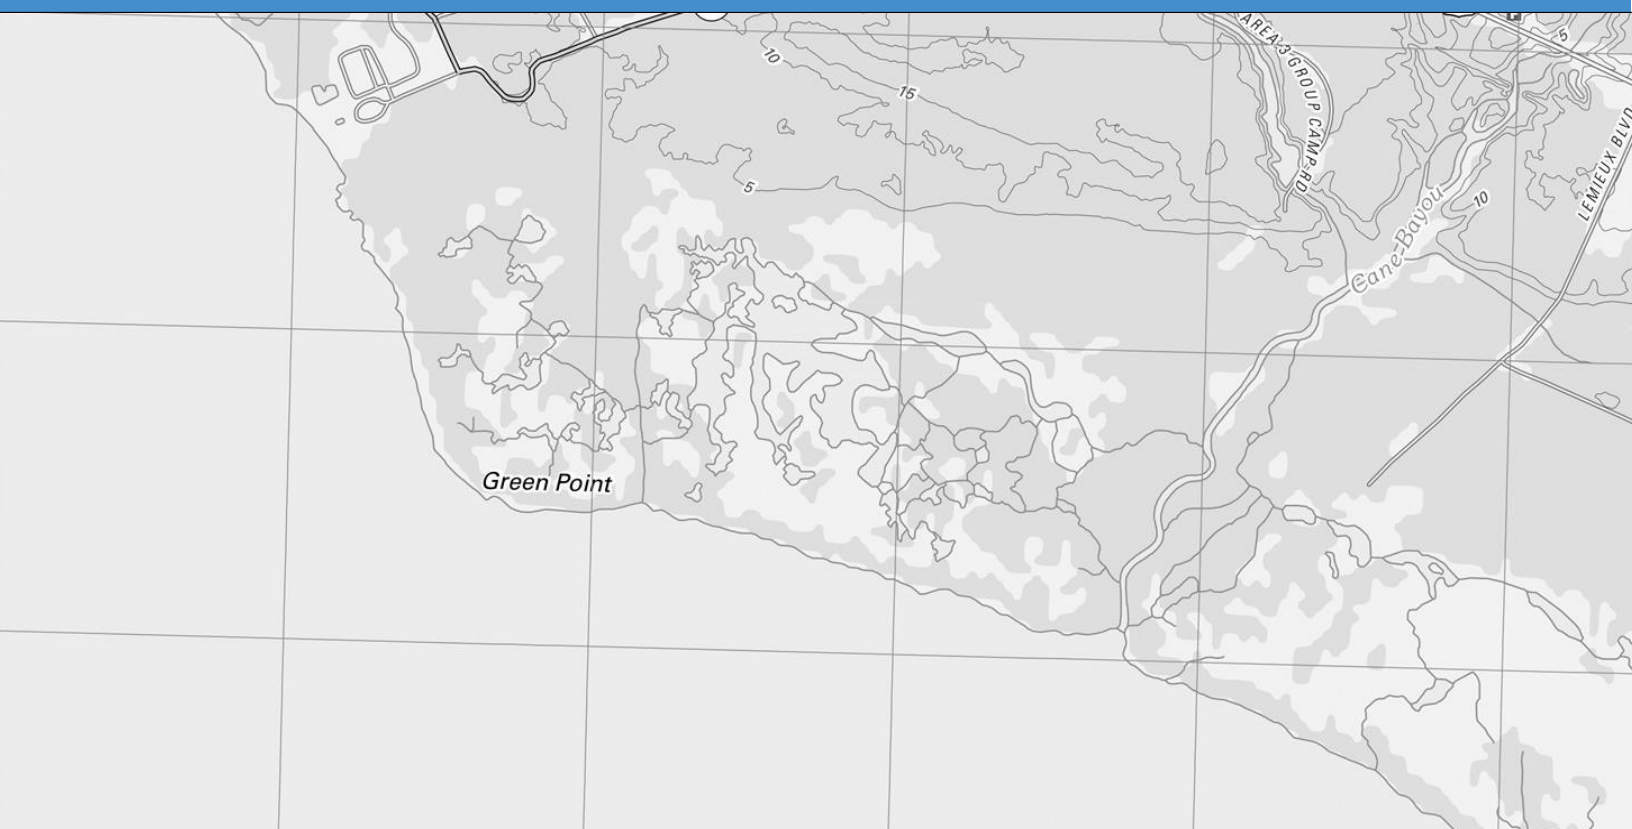 AREA 3 GROUP CAMP RD
5
10
15
LEMIEUX BLVD
5
10
Cane Bayou
Green Point